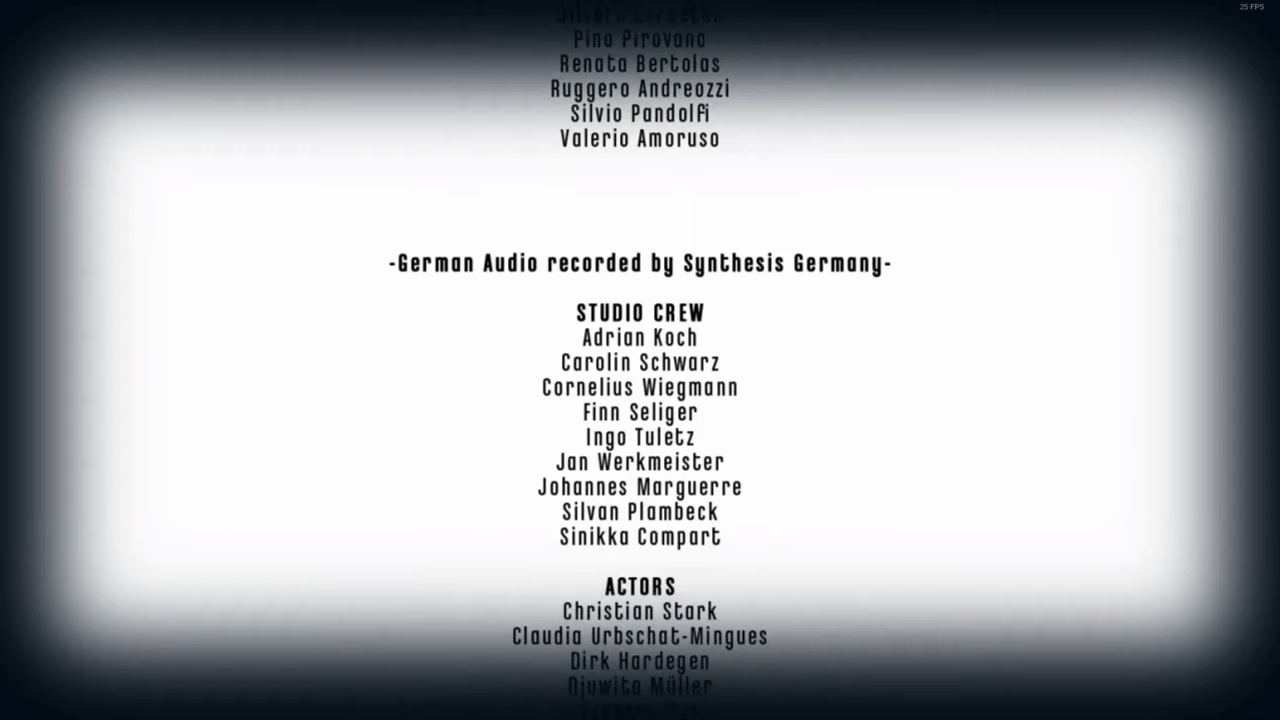 25 FPS
Pino Pirovano
Renata Bertolas
Ruggero Andreozzi
Silvio Pandolfi
Valerio Amoruso
-German Audio recorded by Synthesis Germany-
STUDIO CREW
Adrian Koch
Carolin Schwarz
Cornelius Wiegmann
Finn Seliger
Ingo Tuletz
Jan Werkmeister
Johannes Marguerre
Silvan Plambeck
Sinikka Compart
ACTORS
Christian Stark
Claudia Urbschat-Mingues
Dirk Hardegen
Djuwita Müller